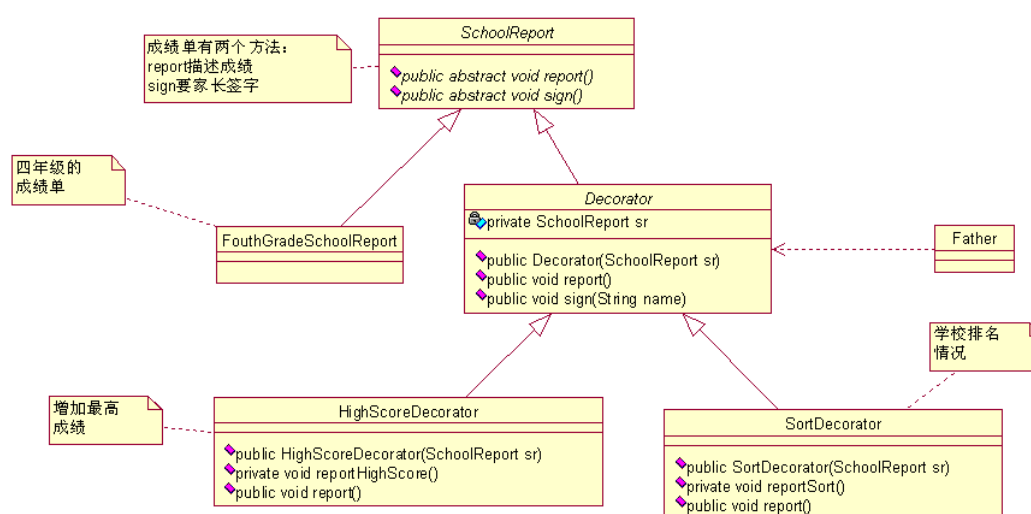 SchoolReport
public abstract void report()
public abstract void sign()
成绩单有两个方法：
report描述成绩
sign要家长签字
四年级的
成绩单
FouthGradeSchoolReport
Decorator
private SchoolReport sr
public Decorator(SchoolReport sr)
public void report()
public void sign(String name)
Father
学校排名
情况
增加最高
成绩
HighScoreDecorator
public HighScoreDecorator(SchoolReport sr)
private void reportHighScore()
public void report()
SortDecorator
public SortDecorator(SchoolReport sr)
private void reportSort()
public void report()